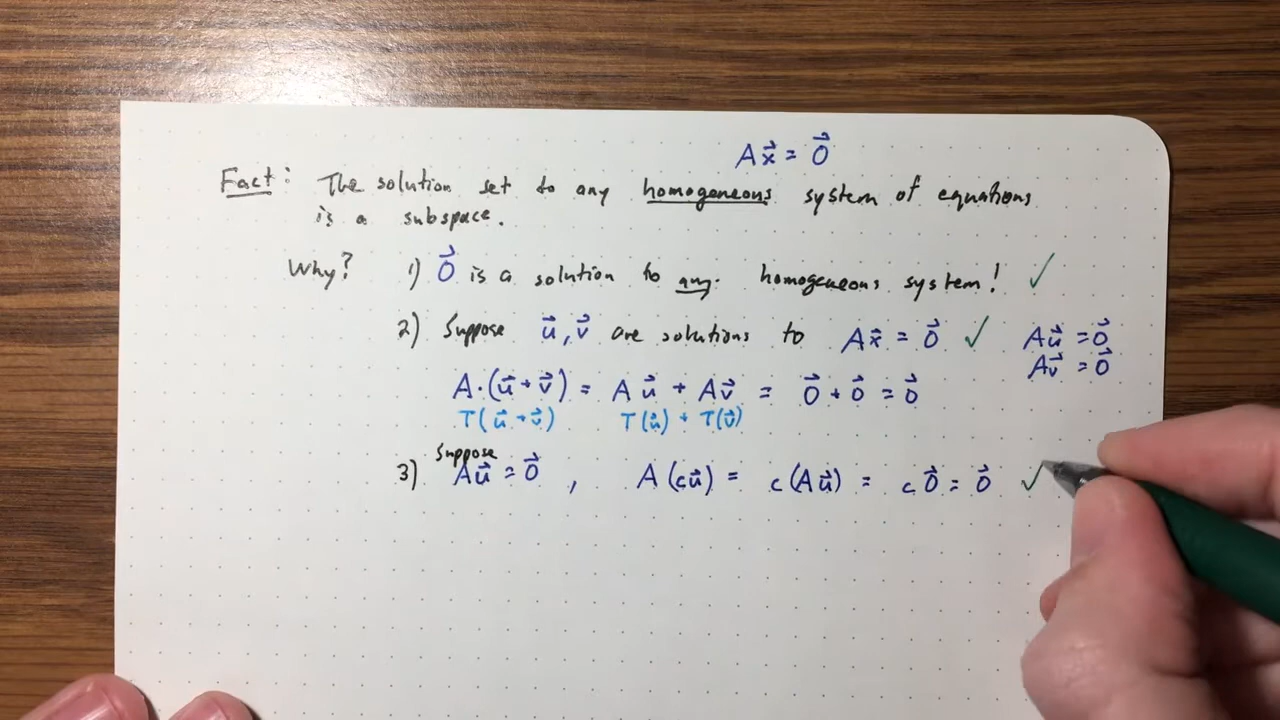 A x⃗ = 0⃗
Fact: The solution set to any homogeneous system of equations
is a subspace.
Why? 1) 0⃗ is a solution to any homogeneous system! ✓
2) Suppose u⃗, v⃗ are solutions to A x⃗ = 0⃗ ✓ A u⃗ = 0⃗
A v⃗ = 0⃗
A·(u⃗ + v⃗) = A u⃗ + A v⃗ = 0⃗ + 0⃗ = 0⃗
T(u⃗ + v⃗) T(u⃗) + T(v⃗)
Suppose
3) A u⃗ = 0⃗ , A (c u⃗) = c (A u⃗) = c 0⃗ = 0⃗ ✓